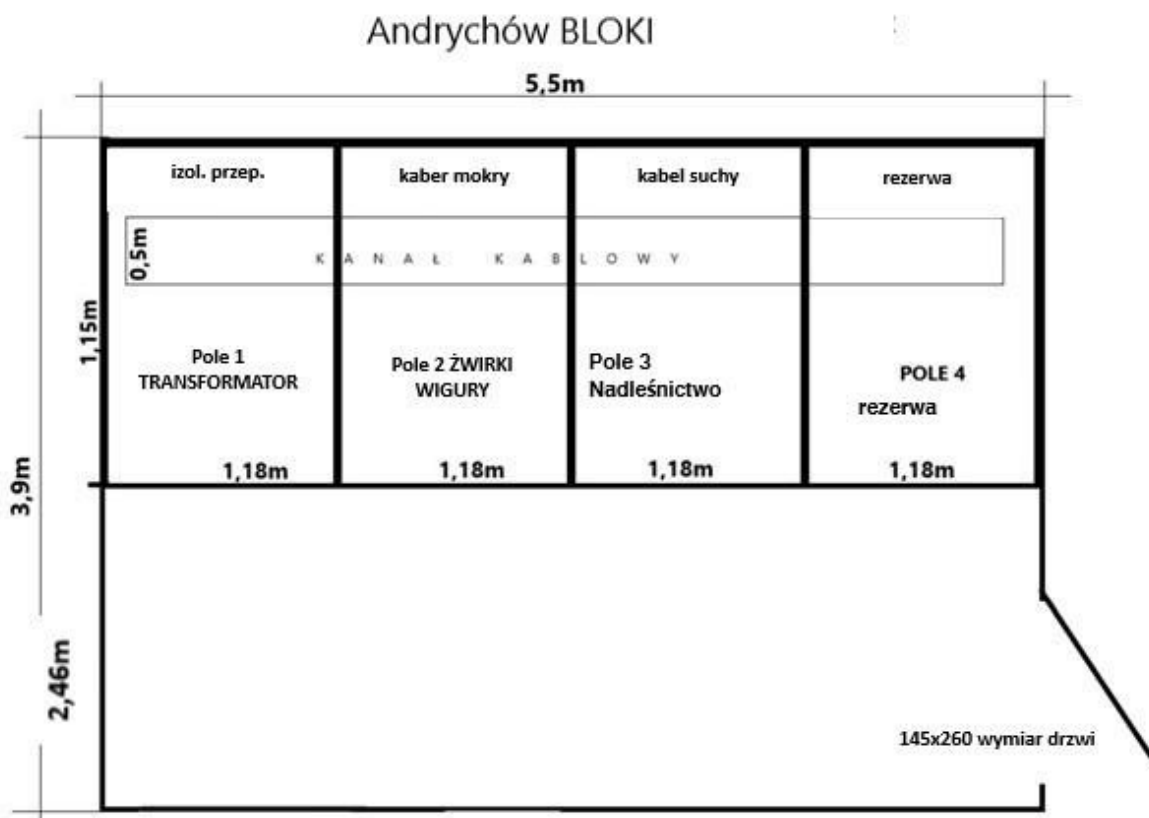 Andrychów BLOKI
5,5m
izol. przep.
kaber mokry
kabel suchy
rezerwa
0,5m
KANAŁ KABLOWY
1,15m
Pole 1
TRANSFORMATOR
Pole 2 ŻWIRKI
WIGURY
Pole 3
Nadleśnictwo
POLE 4
rezerwa
1,18m
1,18m
1,18m
1,18m
3,9m
2,46m
145x260 wymiar drzwi